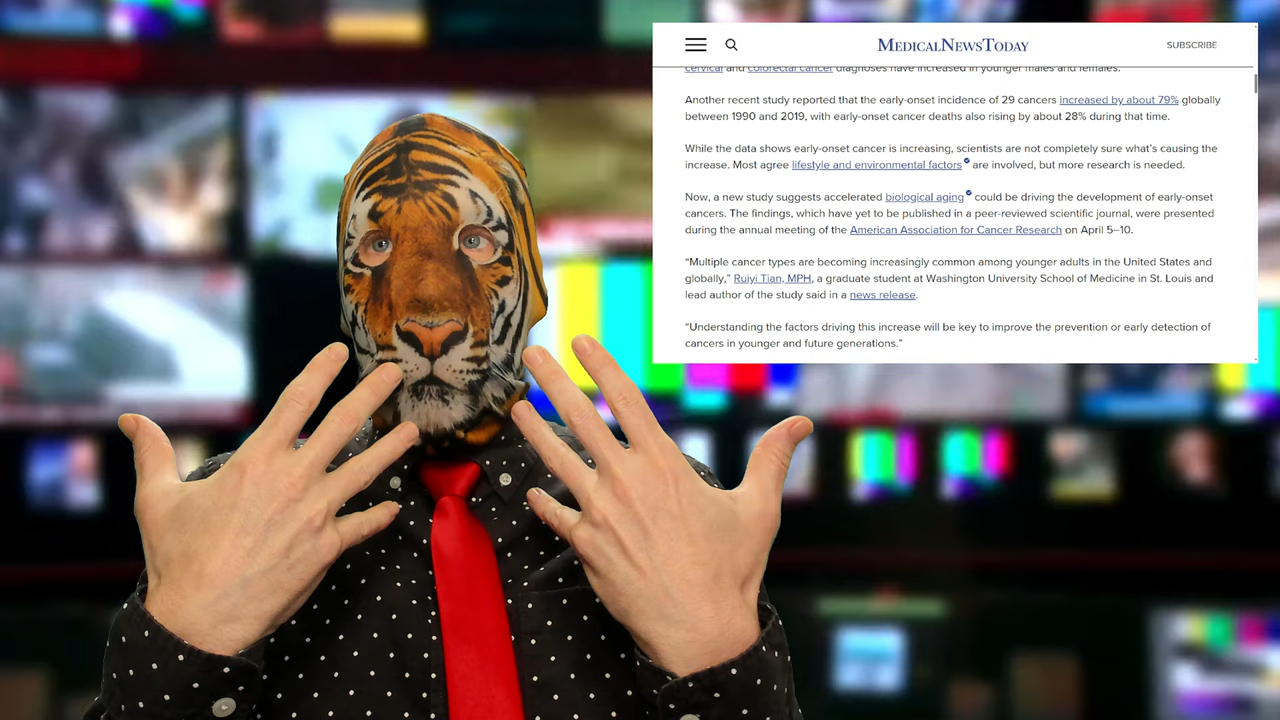 MEDICALNEWSTODAY
SUBSCRIBE
cervical and colorectal cancer diagnoses have increased in younger males and females.
Another recent study reported that the early-onset incidence of 29 cancers increased by about 79% globally
between 1990 and 2019, with early-onset cancer deaths also rising by about 28% during that time.
While the data shows early-onset cancer is increasing, scientists are not completely sure what's causing the
increase. Most agree lifestyle and environmental factors are involved, but more research is needed.
Now, a new study suggests accelerated biological aging could be driving the development of early-onset
cancers. The findings, which have yet to be published in a peer-reviewed scientific journal, were presented
during the annual meeting of the American Association for Cancer Research on April 5–10.
“Multiple cancer types are becoming increasingly common among younger adults in the United States and
globally,” Ruiyi Tian, MPH, a graduate student at Washington University School of Medicine in St. Louis and
lead author of the study said in a news release.
“Understanding the factors driving this increase will be key to improve the prevention or early detection of
cancers in younger and future generations.”